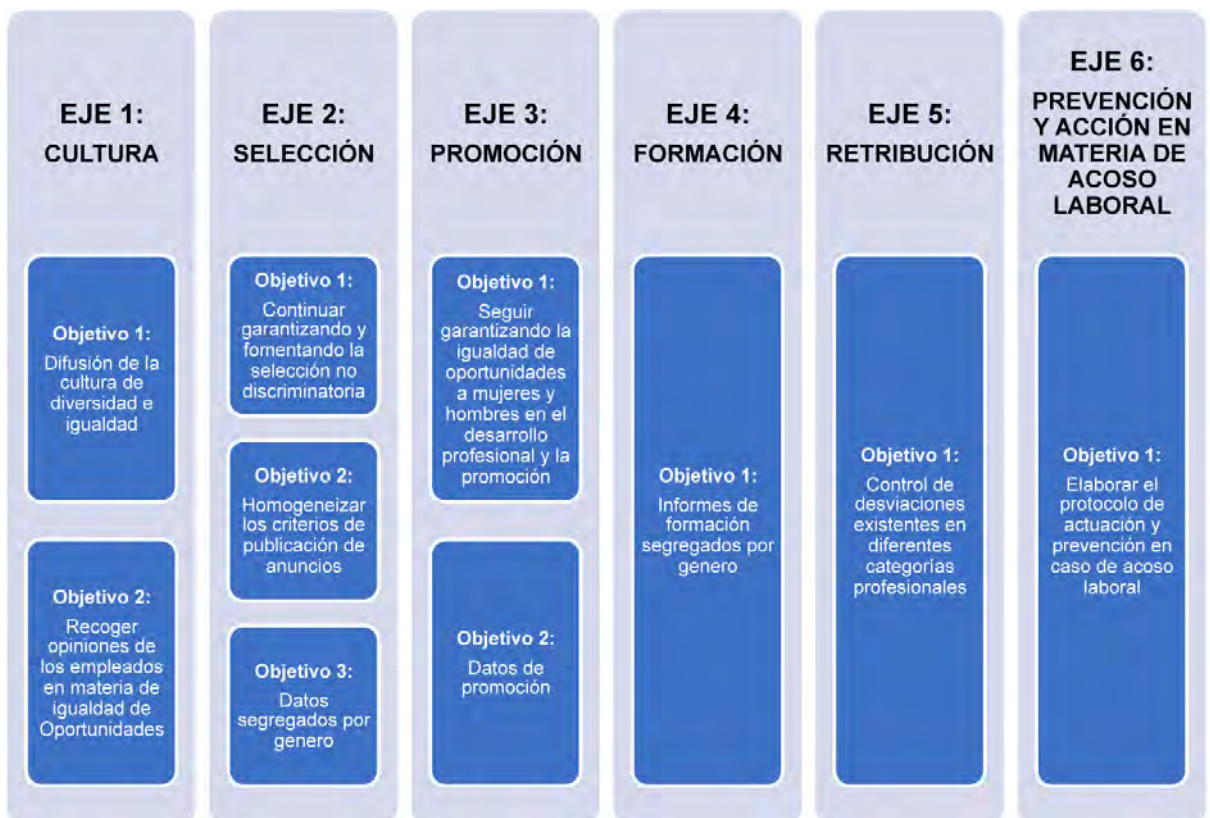 EJE 1:
CULTURA
Objetivo 1:
Difusión de la
cultura de
diversidad e
igualdad
Objetivo 2:
Recoger
opiniones de
los empleados
en materia de
igualdad de
Oportunidades
EJE 2:
SELECCIÓN
Objetivo 1:
Continuar
garantizando y
fomentando la
selección no
discriminatoria
Objetivo 2:
Homogeneizar
los criterios de
publicación de
anuncios
Objetivo 3:
Datos
segregados por
genero
EJE 3:
PROMOCIÓN
Objetivo 1:
Seguir
garantizando la
igualdad de
oportunidades
a mujeres y
hombres en el
desarrollo
profesional y la
promoción
Objetivo 2:
Datos de
promoción
EJE 4:
FORMACIÓN
Objetivo 1:
Informes de
formación
segregados por
genero
EJE 5:
RETRIBUCIÓN
Objetivo 1:
Control de
desviaciones
existentes en
diferentes
categorías
profesionales
EJE 6:
PREVENCIÓN
Y ACCIÓN EN
MATERIA DE
ACOSO
LABORAL
Objetivo 1:
Elaborar el
protocolo de
actuación y
prevención en
caso de acoso
laboral